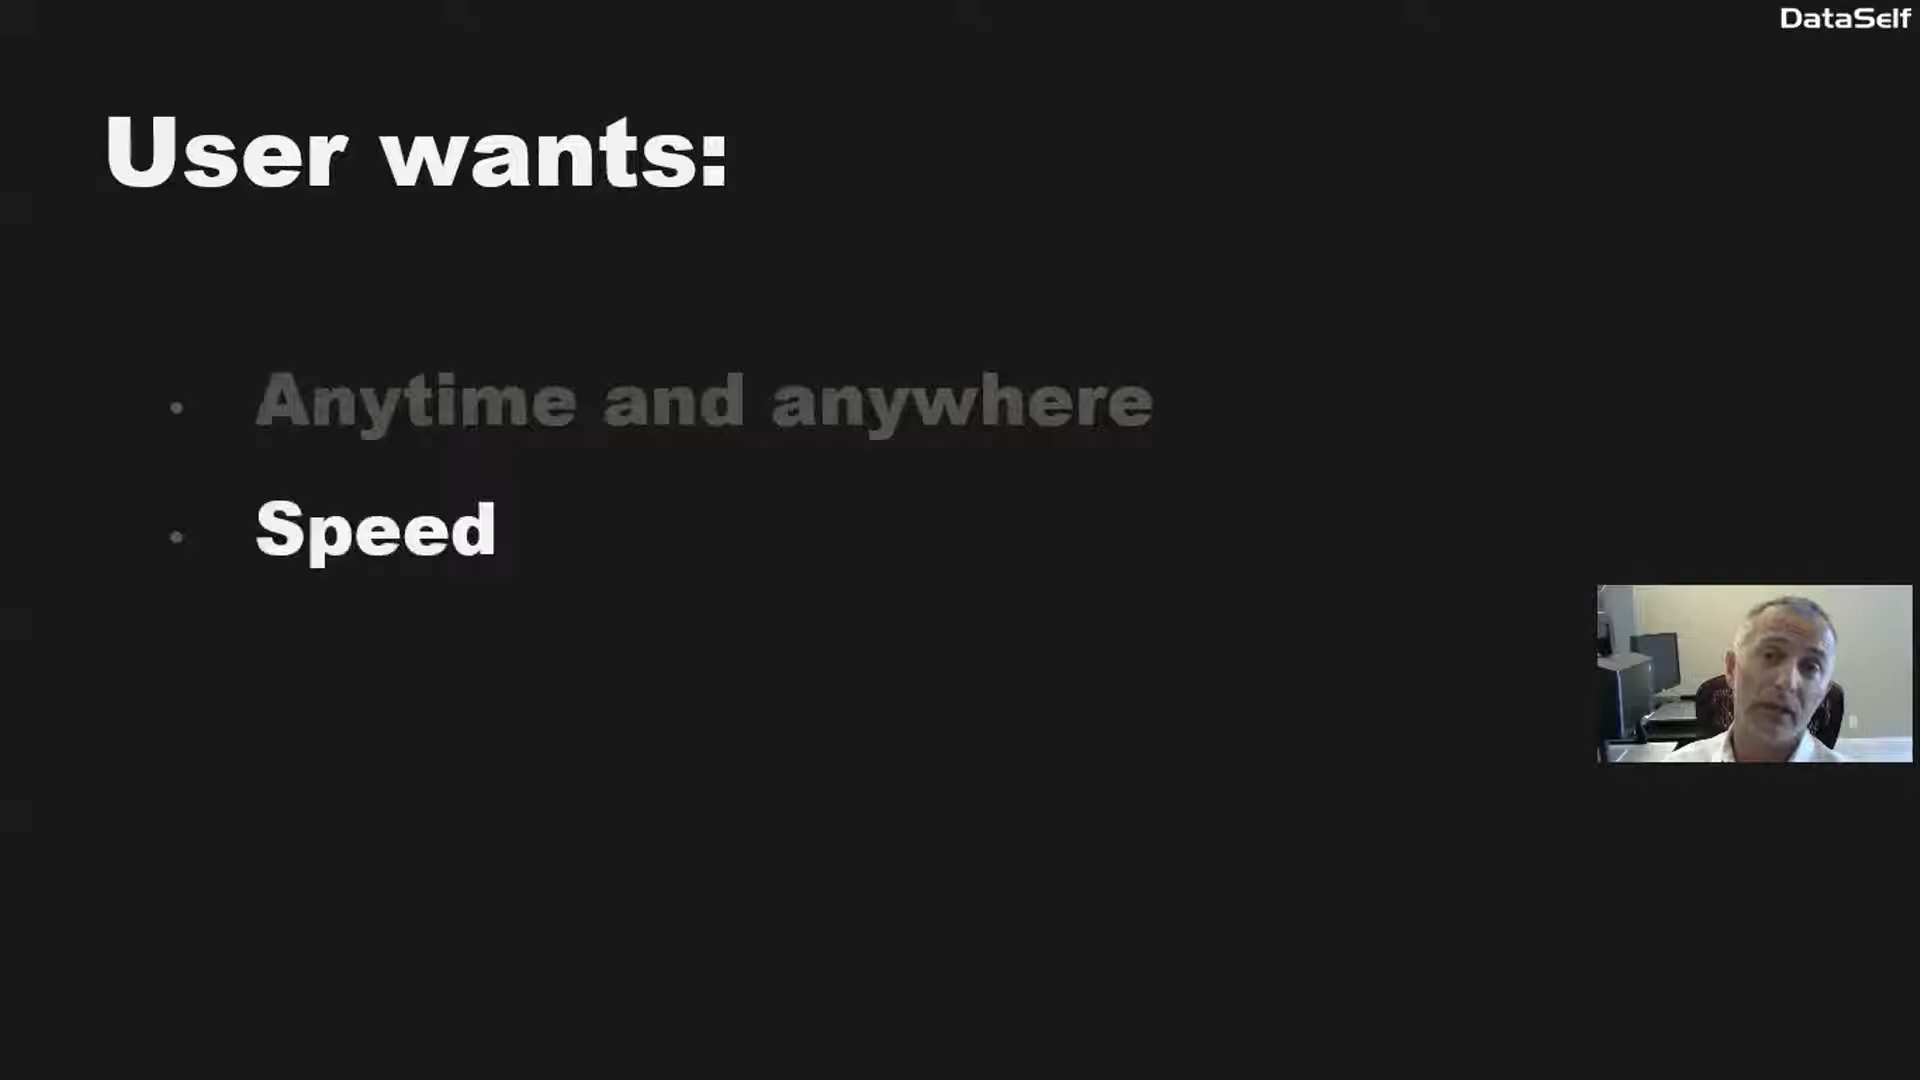 DataSelf
User wants:
• Anytime and anywhere
• Speed